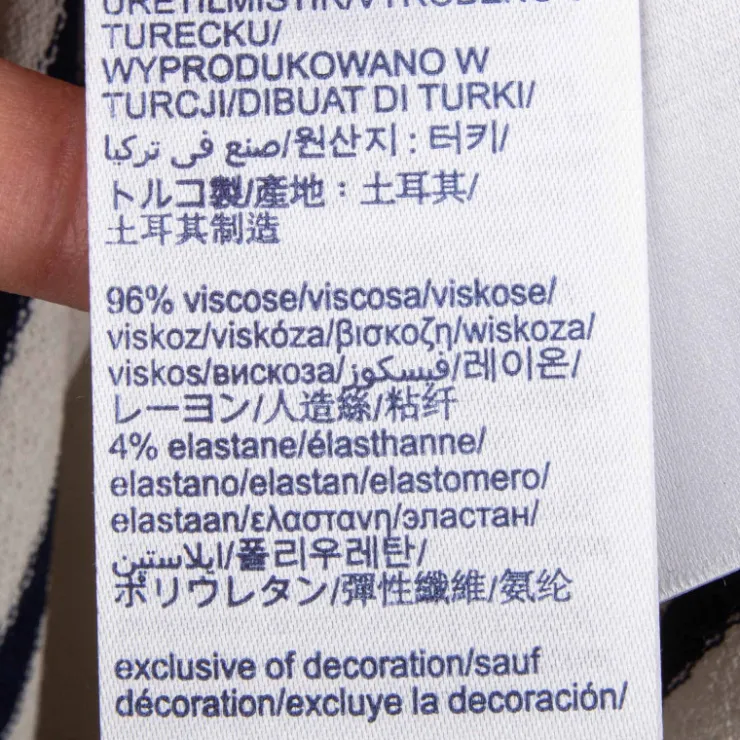 TURECKU/
WYPRODUKOWANO W
TURCJI/DIBUAT DI TURKI/
صنع في تركيا/원산지 : 터키/
トルコ製/產地：土耳其/
土耳其制造
96% viscose/viscosa/viskose/
viskoz/viskóza/βισκοζη/wiskoza/
viskos/вискоза/فيسكوز/레이온/
レーヨン/人造絲/粘纤
4% elastane/élasthanne/
elastano/elastan/elastomero/
elastaan/ελαστανη/эластан/
ايلاستين/폴리우레탄/
ポリウレタン/彈性纖維/氨纶
exclusive of decoration/sauf
décoration/excluye la decoración/